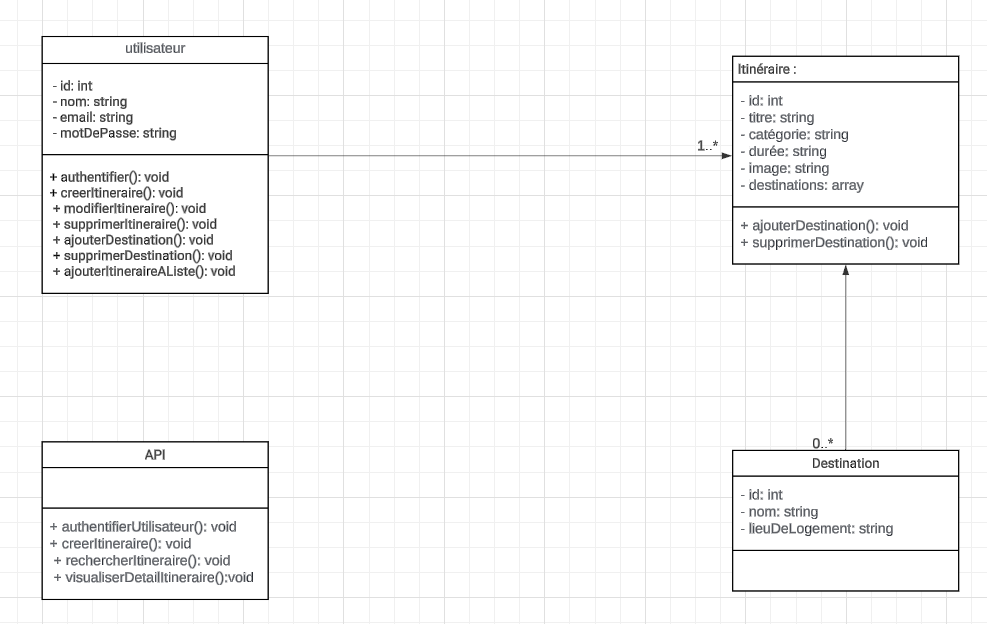 utilisateur
- id: int
- nom: string
- email: string
- motDePasse: string
+ authentifier(): void
+ creerItineraire(): void
+ modifierItineraire(): void
+ supprimerItineraire(): void
+ ajouterDestination(): void
+ supprimerDestination(): void
+ ajouterItineraireAListe(): void
1..*
Itinéraire :
- id: int
- titre: string
- catégorie: string
- durée: string
- image: string
- destinations: array
+ ajouterDestination(): void
+ supprimerDestination(): void
API
+ authentifierUtilisateur(): void
+ creerItineraire(): void
+ rechercherItineraire(): void
+ visualiserDetailItineraire():void
0..*
Destination
- id: int
- nom: string
- lieuDeLogement: string